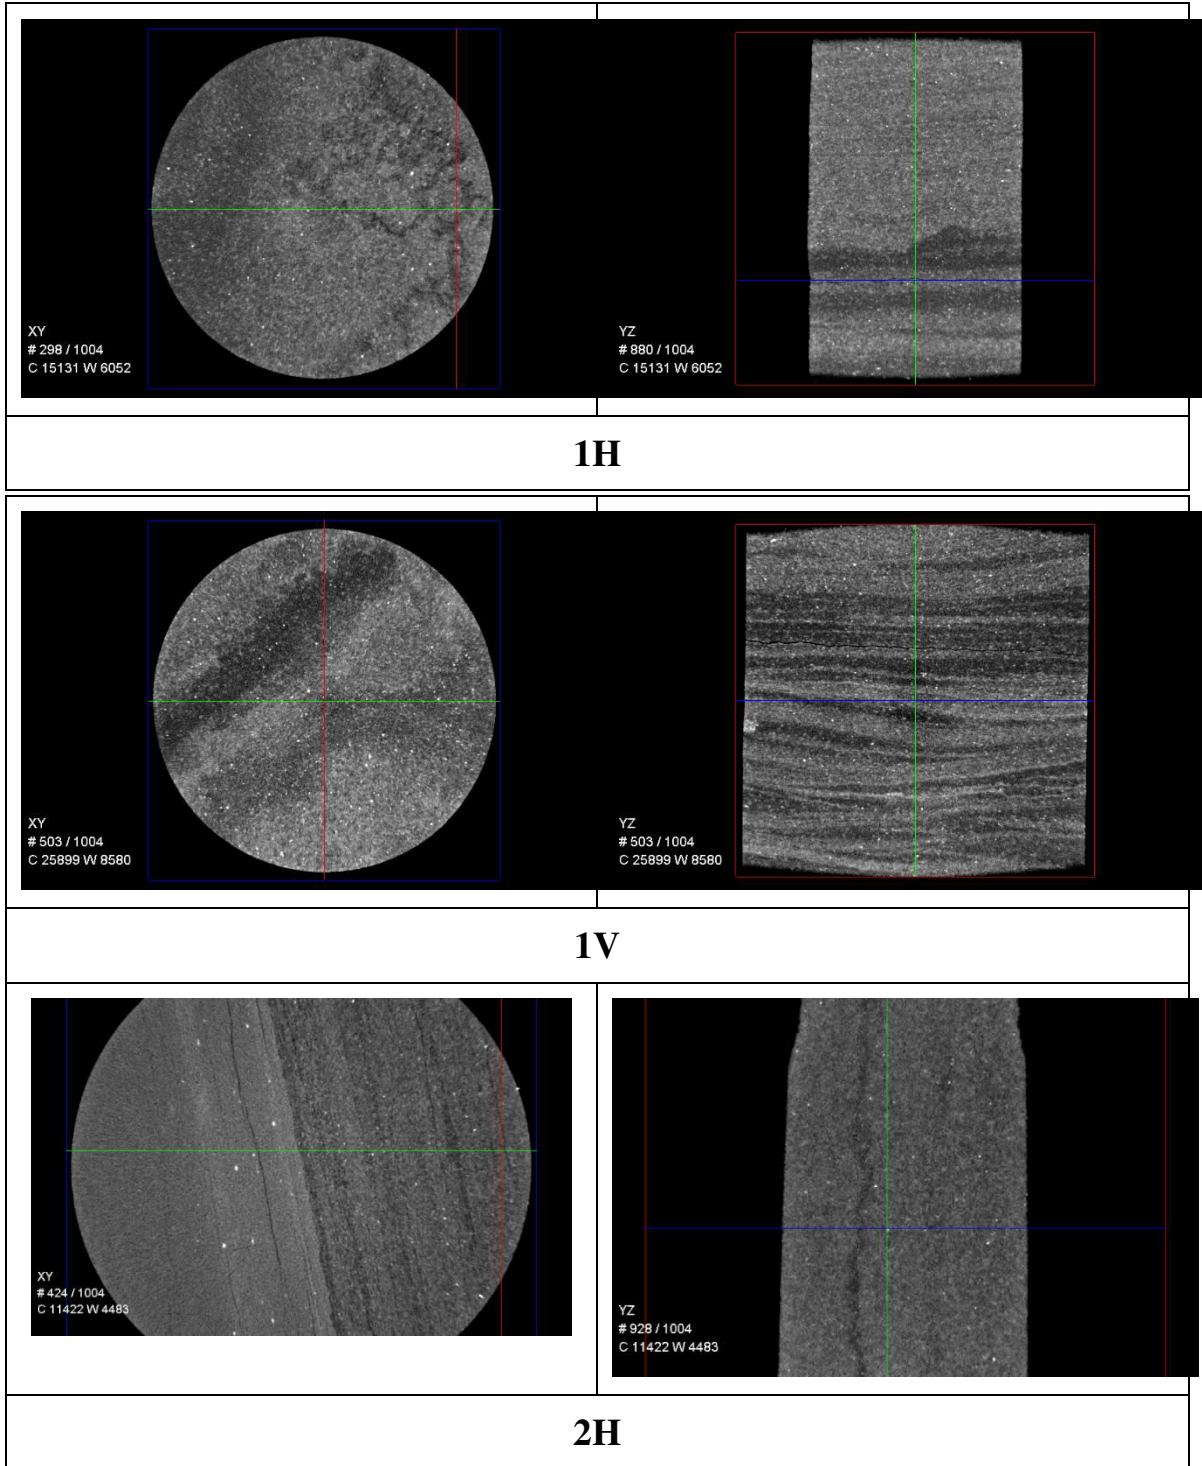 XY
# 298 / 1004
C 15131 W 6052
YZ
# 880 / 1004
C 15131 W 6052
1H
XY
# 503 / 1004
C 25899 W 8580
YZ
# 503 / 1004
C 25899 W 8580
1V
XY
# 424 / 1004
C 11422 W 4483
YZ
# 928 / 1004
C 11422 W 4483
2H